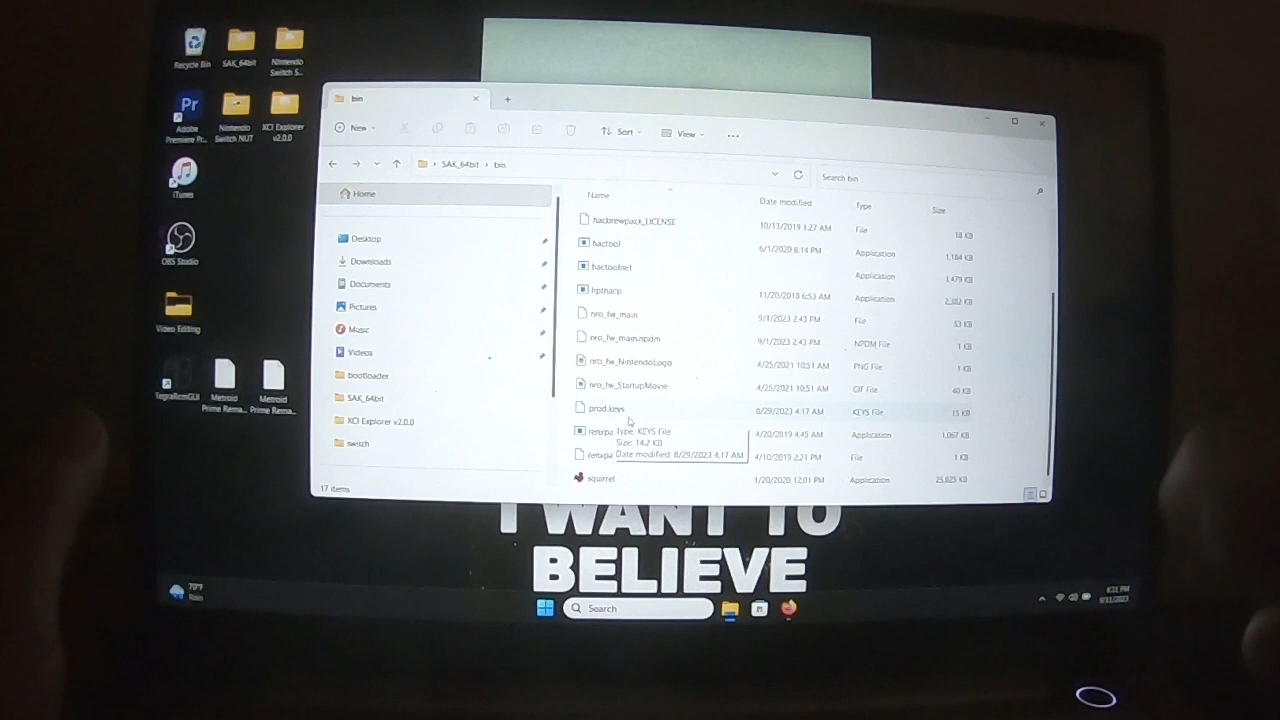 Recycle Bin
SAK_64bit
Nintendo
Switch S...
Adobe
Premiere Pr...
Nintendo
Switch NUT
XCI Explorer
v2.0.0
iTunes
OBS Studio
Video Editing
TegraRcmGUI
Metroid
Prime Rema...
Metroid
Prime Rema...
bin
New
Sort
View
SAK_64bit > bin
Search bin
Home
Desktop
Downloads
Documents
Pictures
Music
Videos
bootloader
SAK_64bit
XCI Explorer v2.0.0
switch
17 items
Name Date modified Type Size
hacbrewpack_LICENSE 10/13/2019 1:27 AM File 18 KB
hactool 6/1/2020 8:14 PM Application 1,184 KB
hactoolnet Application 1,479 KB
hptnacp 11/20/2018 6:53 AM Application
nro_fw_main 9/1/2023 2:43 PM File 53 KB
nro_fw_main.npdm 9/1/2023 2:43 PM NPDM File 1 KB
nro_fw_NintendoLogo 4/25/2021 10:51 AM PNG File 1 KB
nro_fw_StartupMovie 4/25/2021 10:51 AM GIF File 40 KB
prod.keys 8/29/2023 4:17 AM KEYS File 15 KB
4/20/2019 4:45 AM Application 1,067 KB
4/10/2019 2:21 PM File 1 KB
squirrel 1/20/2020 12:01 PM Application 25,825 KB
Type: KEYS File
Size: 14.2 KB
Date modified: 8/29/2023 4:17 AM
I WANT TO
BELIEVE
70°F
Rain
Search
9/11/2023